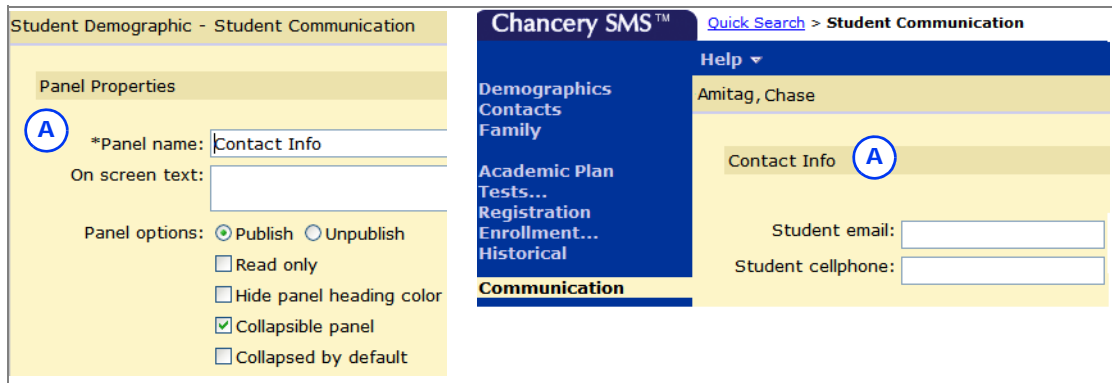 Student Demographic - Student Communication
Panel Properties
A
*Panel name: Contact Info
On screen text:
Panel options: Publish Unpublish
Read only
Hide panel heading color
Collapsible panel
Collapsed by default
Chancery SMS™
Quick Search > Student Communication
Help
Demographics
Contacts
Family
Academic Plan
Tests...
Registration
Enrollment...
Historical
Communication
Amitag, Chase
Contact Info A
Student email:
Student cellphone: